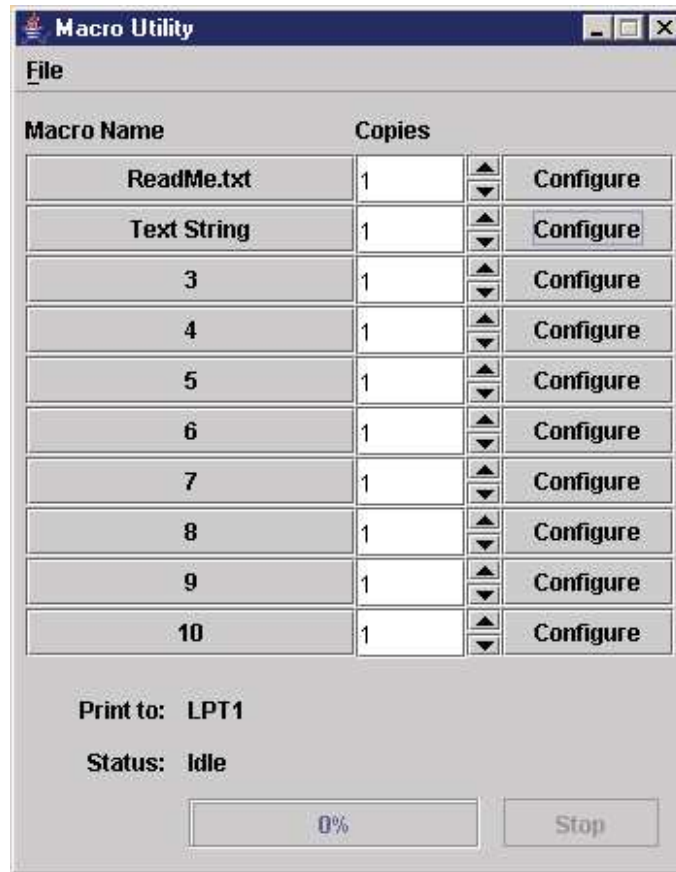 Macro Utility
File
Macro Name Copies
ReadMe.txt 1 Configure
Text String 1 Configure
3 1 Configure
4 1 Configure
5 1 Configure
6 1 Configure
7 1 Configure
8 1 Configure
9 1 Configure
10 1 Configure
Print to: LPT1
Status: Idle
0% Stop